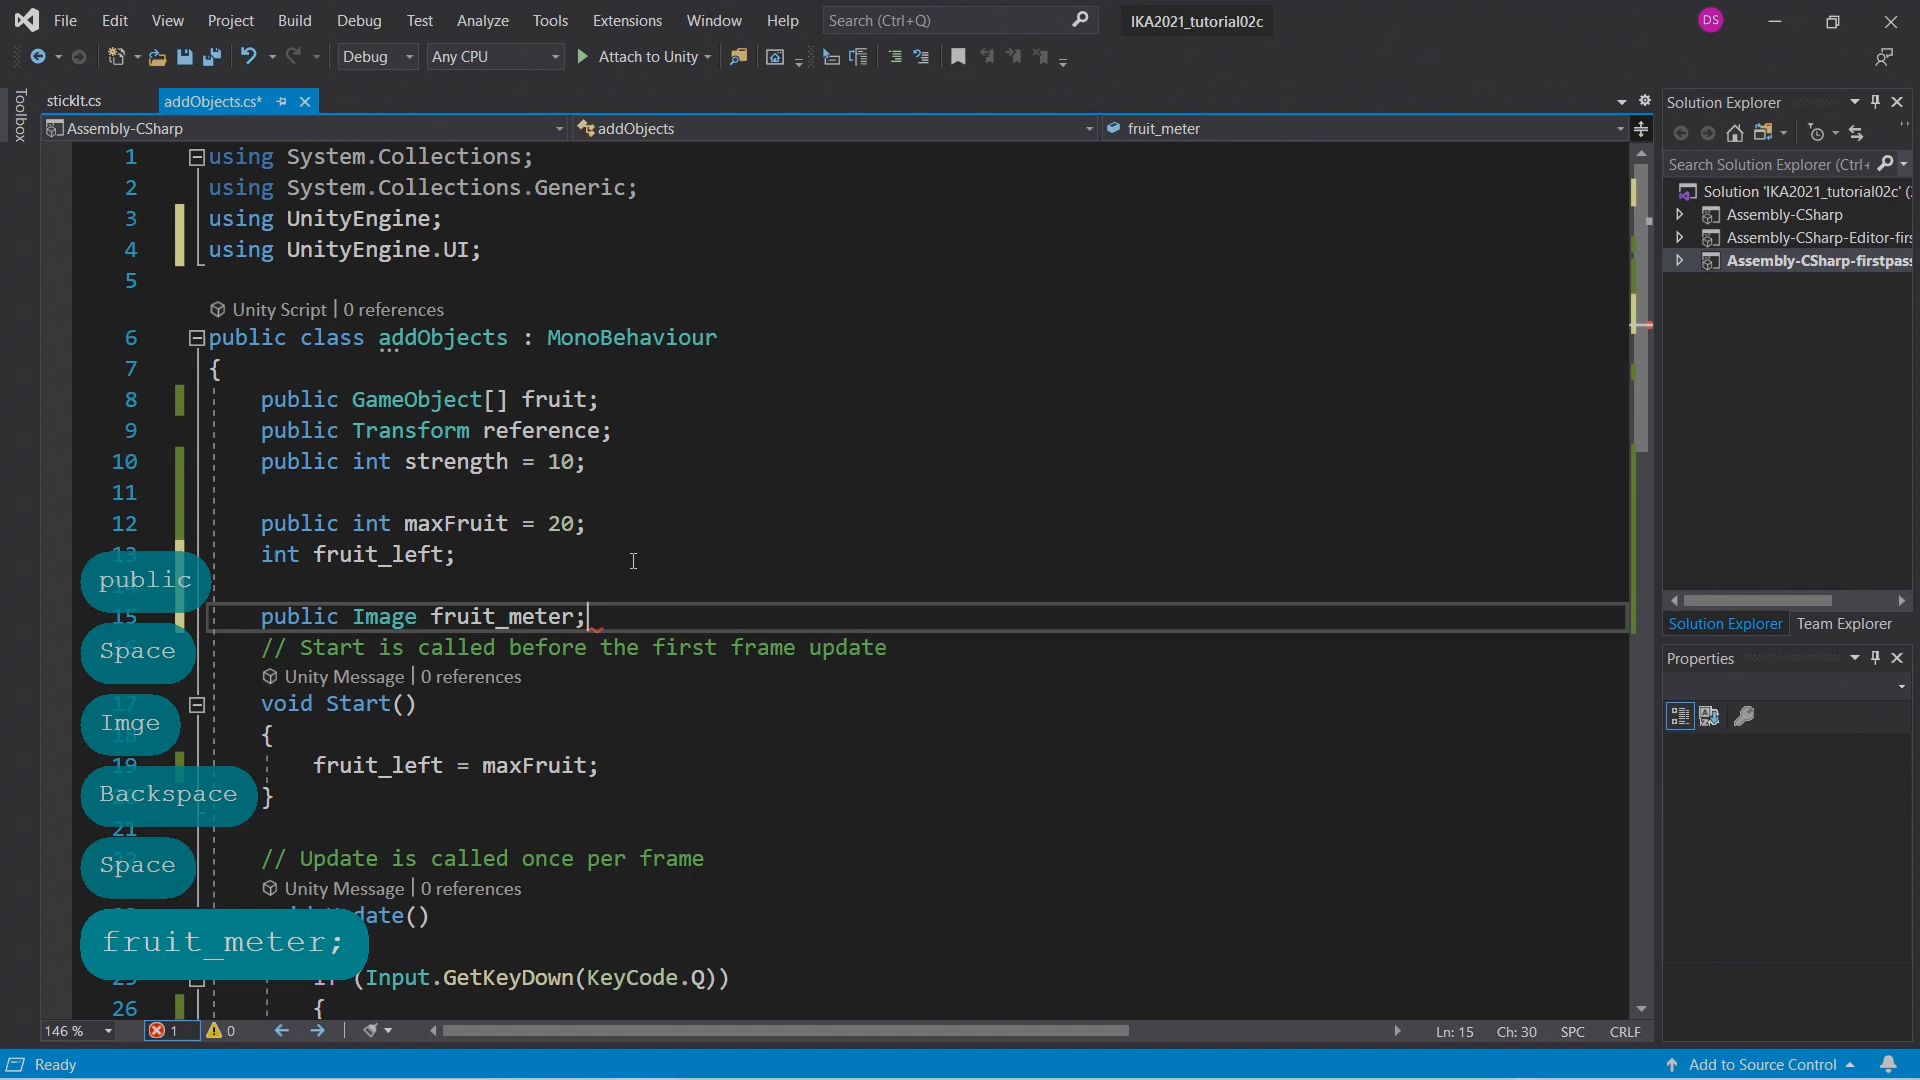 File Edit View Project Build Debug Test Analyze Tools Extensions Window Help Search (Ctrl+Q) IKA2021_tutorial02c DS
Debug Any CPU Attach to Unity
Toolbox
stickIt.cs addObjects.cs*
Assembly-CSharp addObjects fruit_meter
1 using System.Collections;
2 using System.Collections.Generic;
3 using UnityEngine;
4 using UnityEngine.UI;
5
Unity Script | 0 references
6 public class addObjects : MonoBehaviour
7 {
8 public GameObject[] fruit;
9 public Transform reference;
10 public int strength = 10;
11
12 public int maxFruit = 20;
13 int fruit_left;
public
15 public Image fruit_meter;
// Start is called before the first frame update
Space
Unity Message | 0 references
17 void Start()
Imge
{
19 fruit_left = maxFruit;
Backspace
}
21
// Update is called once per frame
Space
Unity Message | 0 references
date()
fruit_meter;
(Input.GetKeyDown(KeyCode.Q))
26 {
146 % 1 0 Ln: 15 Ch: 30 SPC CRLF
Ready Add to Source Control
Solution Explorer
Search Solution Explorer (Ctrl+
Solution 'IKA2021_tutorial02c' (
Assembly-CSharp
Assembly-CSharp-Editor-fir
Assembly-CSharp-firstpas
Solution Explorer Team Explorer
Properties